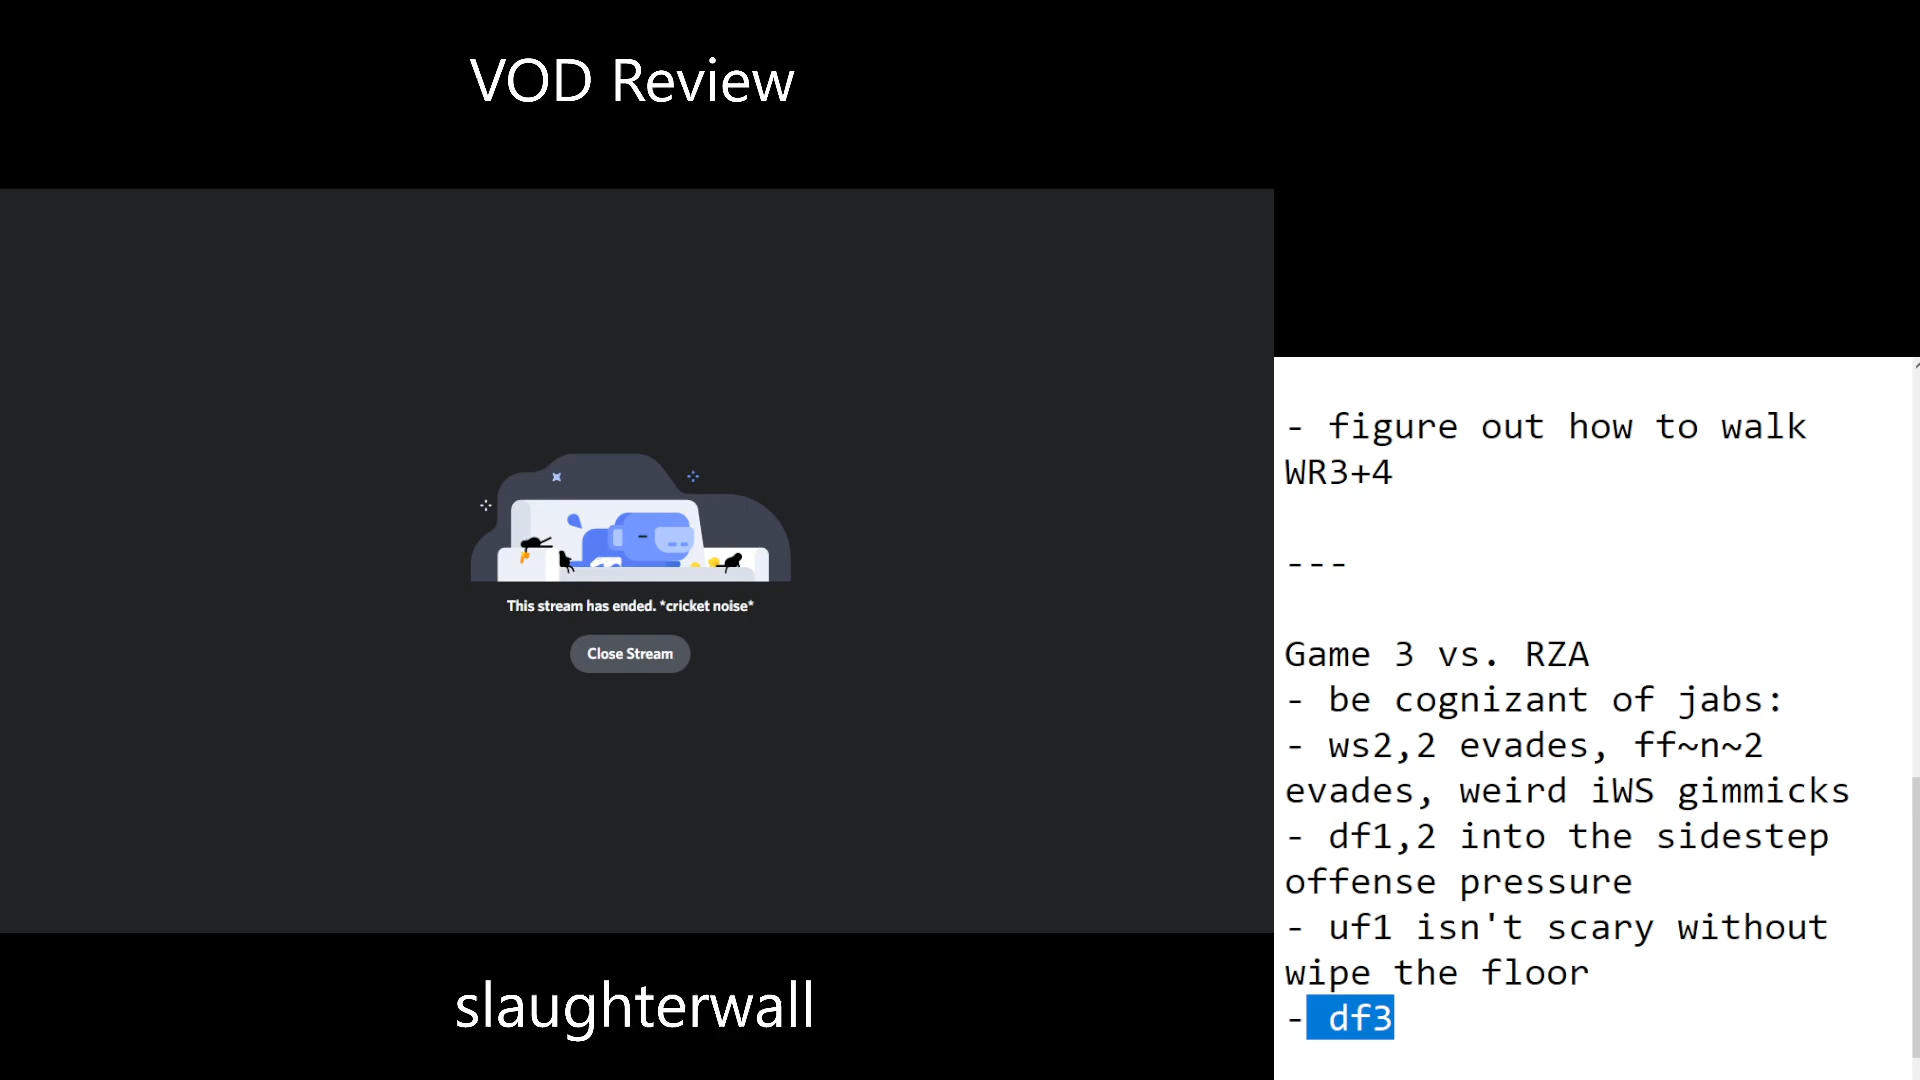 VOD Review
This stream has ended. *cricket noise*
Close Stream
slaughterwall
- figure out how to walk
WR3+4
---
Game 3 vs. RZA
- be cognizant of jabs:
- ws2,2 evades, ff~n~2
evades, weird iWS gimmicks
- df1,2 into the sidestep
offense pressure
- uf1 isn't scary without
wipe the floor
- df3